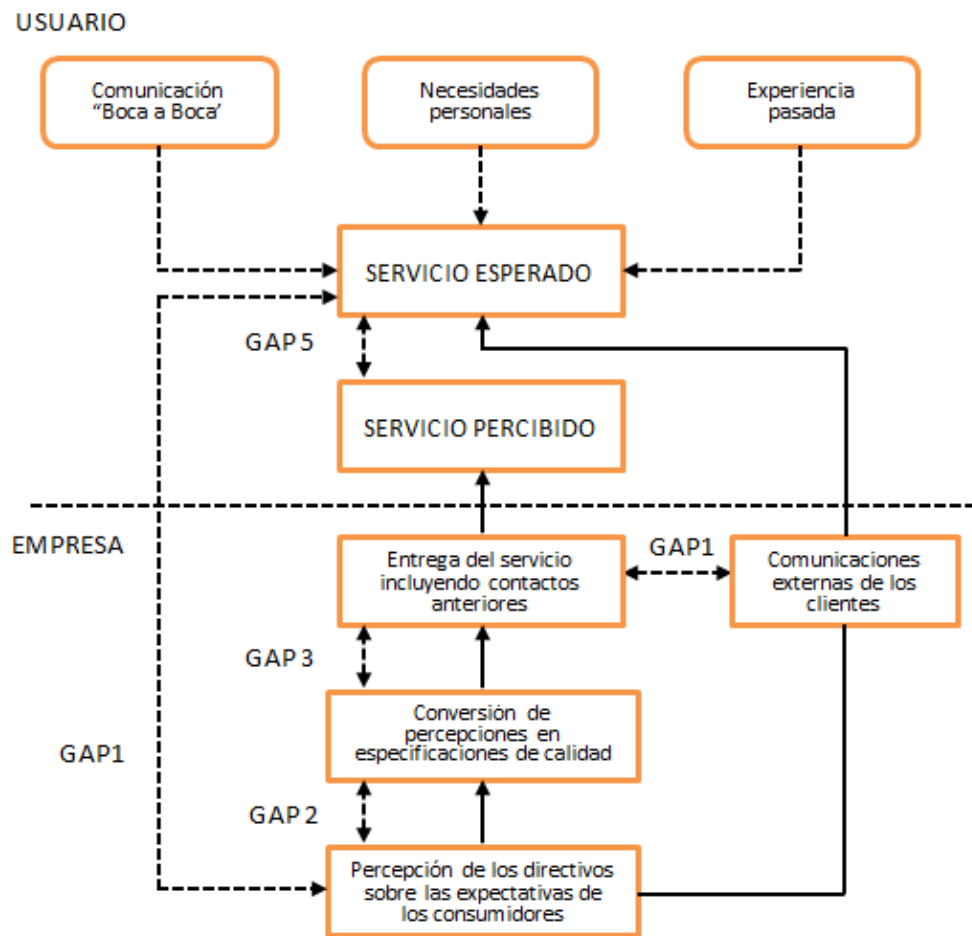 USUARIO
Comunicación
“Boca a Boca’
Necesidades
personales
Experiencia
pasada
SERVICIO ESPERADO
GAP 5
SERVICIO PERCIBIDO
EMPRESA
Entrega del servicio
incluyendo contactos
anteriores
GAP1
Comunicaciones
externas de los
clientes
GAP 3
Conversión de
percepciones en
especificaciones de calidad
GAP1
GAP 2
Percepción de los directivos
sobre las expectativas de
los consumidores